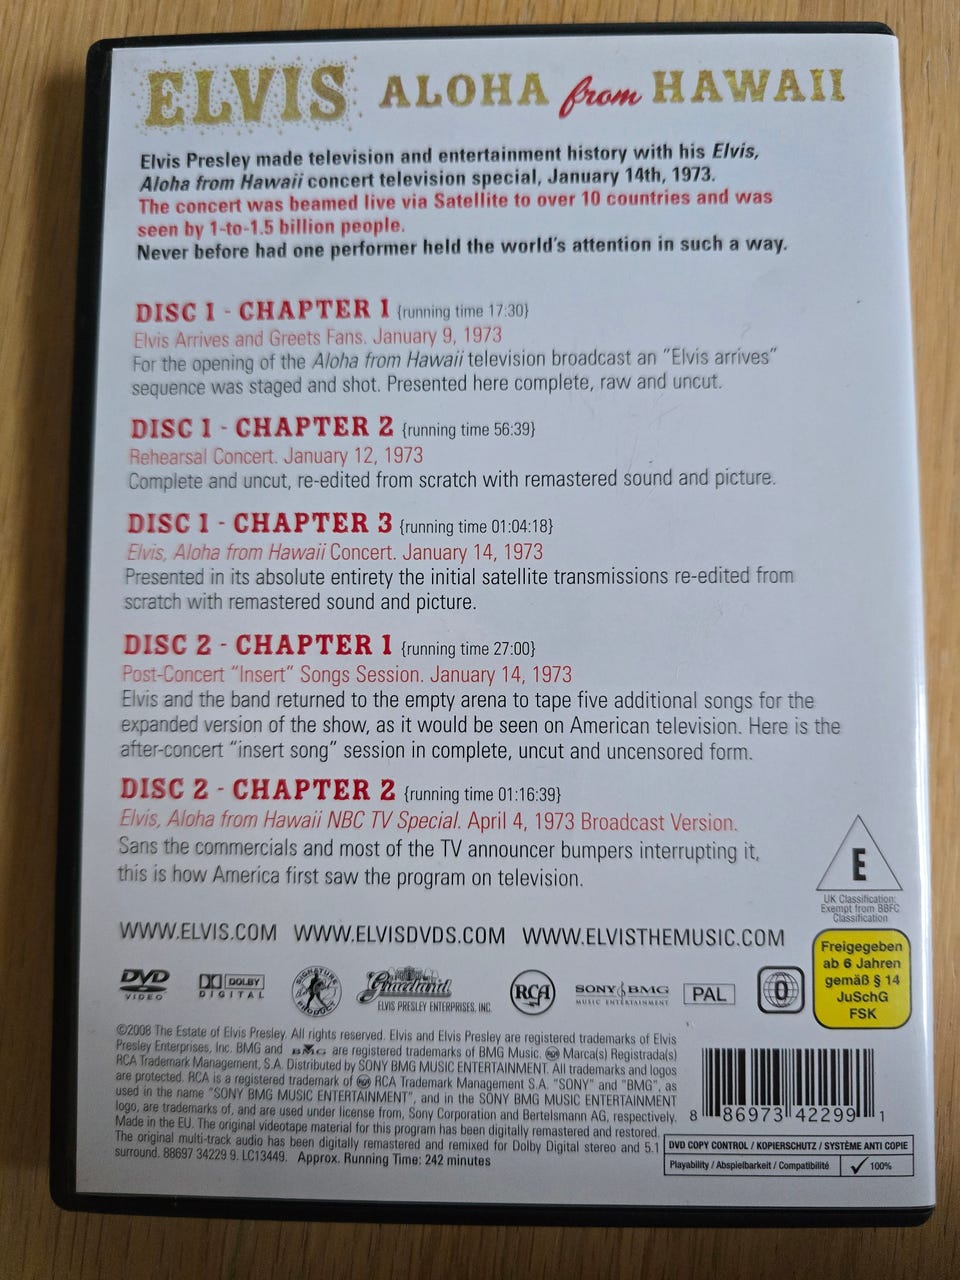 ELVIS ALOHA from HAWAII
Elvis Presley made television and entertainment history with his Elvis,
Aloha from Hawaii concert television special, January 14th, 1973.
The concert was beamed live via Satellite to over 10 countries and was
seen by 1-to-1.5 billion people.
Never before had one performer held the world's attention in such a way.
DISC 1 - CHAPTER 1 {running time 17:30}
Elvis Arrives and Greets Fans. January 9, 1973
For the opening of the Aloha from Hawaii television broadcast an "Elvis arrives"
sequence was staged and shot. Presented here complete, raw and uncut.
DISC 1 - CHAPTER 2 {running time 56:39}
Rehearsal Concert. January 12, 1973
Complete and uncut, re-edited from scratch with remastered sound and picture.
DISC 1 - CHAPTER 3 {running time 01:04:18}
Elvis, Aloha from Hawaii Concert. January 14, 1973
Presented in its absolute entirety the initial satellite transmissions re-edited from
scratch with remastered sound and picture.
DISC 2 - CHAPTER 1 {running time 27:00}
Post-Concert "Insert" Songs Session. January 14, 1973
Elvis and the band returned to the empty arena to tape five additional songs for the
expanded version of the show, as it would be seen on American television. Here is the
after-concert "insert song" session in complete, uncut and uncensored form.
DISC 2 - CHAPTER 2 {running time 01:16:39}
Elvis, Aloha from Hawaii NBC TV Special. April 4, 1973 Broadcast Version.
Sans the commercials and most of the TV announcer bumpers interrupting it,
this is how America first saw the program on television.
E
UK Classification:
Exempt from BBFC
Classification
WWW.ELVIS.COM WWW.ELVISDVDS.COM WWW.ELVISTHEMUSIC.COM
Freigegeben
ab 6 Jahren
gemäß § 14
JuSchG
FSK
DVD
VIDEO
DOLBY
DIGITAL
SIGNATURE
PRODUCT
Graceland
ELVIS PRESLEY ENTERPRISES, INC.
RCA
SONY BMG
MUSIC ENTERTAINMENT
PAL
0
©2008 The Estate of Elvis Presley. All rights reserved. Elvis and Elvis Presley are registered trademarks of Elvis
Presley Enterprises, Inc. BMG and BMG are registered trademarks of BMG Music. RCA Marca(s) Registrada(s)
RCA Trademark Management, S.A. Distributed by SONY BMG MUSIC ENTERTAINMENT. All trademarks and logos
are protected. RCA is a registered trademark of RCA RCA Trademark Management S.A. "SONY" and "BMG", as
used in the name "SONY BMG MUSIC ENTERTAINMENT", and in the SONY BMG MUSIC ENTERTAINMENT
logo, are trademarks of, and are used under license from, Sony Corporation and Bertelsmann AG, respectively.
Made in the EU. The original videotape material for this program has been digitally remastered and restored.
The original multi-track audio has been digitally remastered and remixed for Dolby Digital stereo and 5.1
surround. 88697 34229 9. LC13449. Approx. Running Time: 242 minutes
8 86973 42299 1
DVD COPY CONTROL / KOPIERSCHUTZ / SYSTÈME ANTI COPIE
Playability / Abspielbarkeit / Compatibilité ✓ 100%